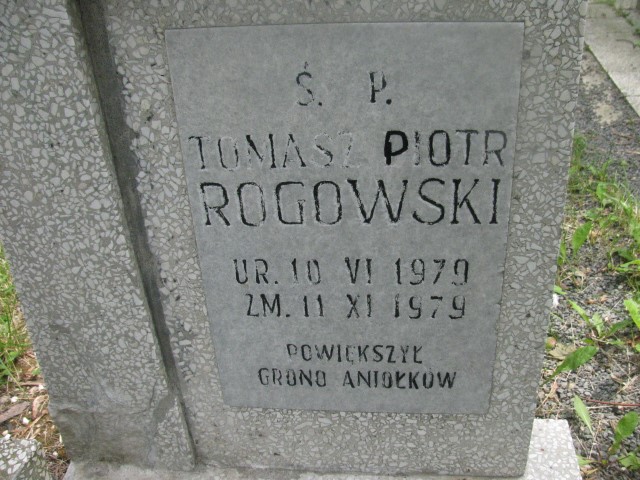 Ś. P.
TOMASZ PIOTR
ROGOWSKI
UR. 10 VI 1979
ZM. 11 XI 1979
POWIĘKSZYŁ
GRONO ANIOŁKÓW